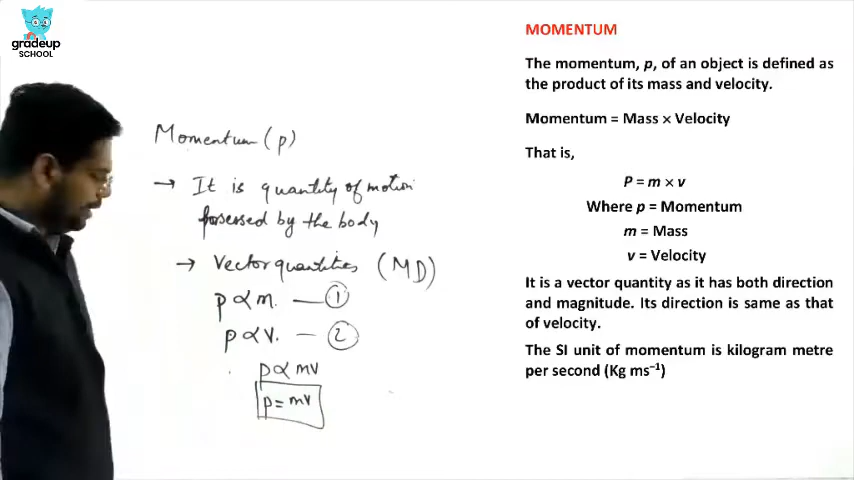 gradeup
SCHOOL
Momentum (p)
→ It is quantity of motion
possessed by the body
→ Vector quantities (MD)
p ∝ m. — ①
p ∝ v. — ②
p ∝ mv
p = mv
MOMENTUM
The momentum, p, of an object is defined as
the product of its mass and velocity.
Momentum = Mass × Velocity
That is,
P = m × v
Where p = Momentum
m = Mass
v = Velocity
It is a vector quantity as it has both direction
and magnitude. Its direction is same as that
of velocity.
The SI unit of momentum is kilogram metre
per second (Kg ms⁻¹)